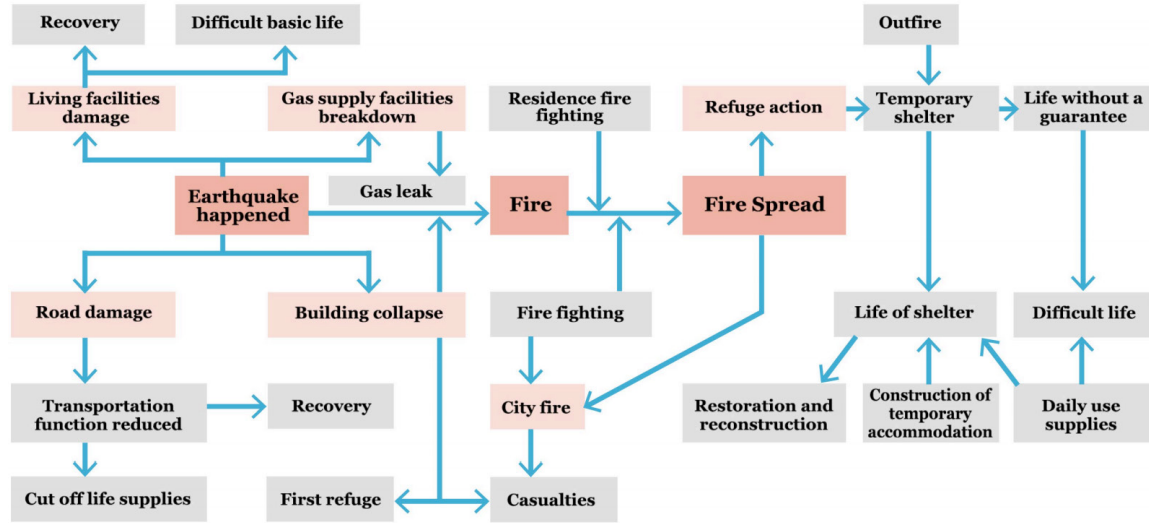 Recovery
Difficult basic life
Outfire
Living facilities
damage
Gas supply facilities
breakdown
Residence fire
fighting
Refuge action
Temporary
shelter
Life without a
guarantee
Gas leak
Earthquake
happened
Fire
Fire Spread
Road damage
Building collapse
Fire fighting
Life of shelter
Difficult life
Transportation
function reduced
Recovery
City fire
Restoration and
reconstruction
Construction of
temporary
accommodation
Daily use
supplies
Cut off life supplies
First refuge
Casualties